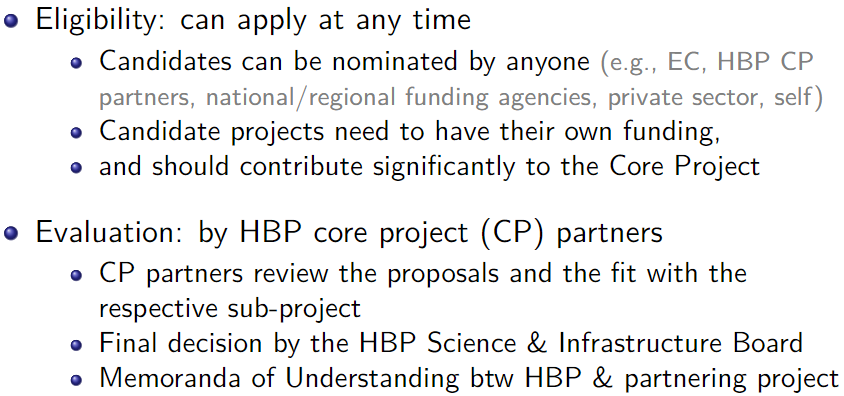 Eligibility: can apply at any time
Candidates can be nominated by anyone (e.g., EC, HBP CP
partners, national/regional funding agencies, private sector, self)
Candidate projects need to have their own funding,
and should contribute significantly to the Core Project
Evaluation: by HBP core project (CP) partners
CP partners review the proposals and the fit with the
respective sub-project
Final decision by the HBP Science & Infrastructure Board
Memoranda of Understanding btw HBP & partnering project